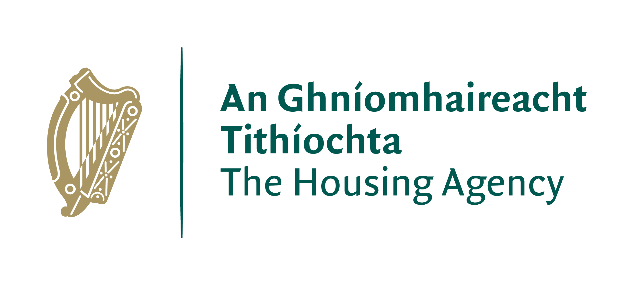 An Ghníomhaireacht
Tithíochta
The Housing Agency